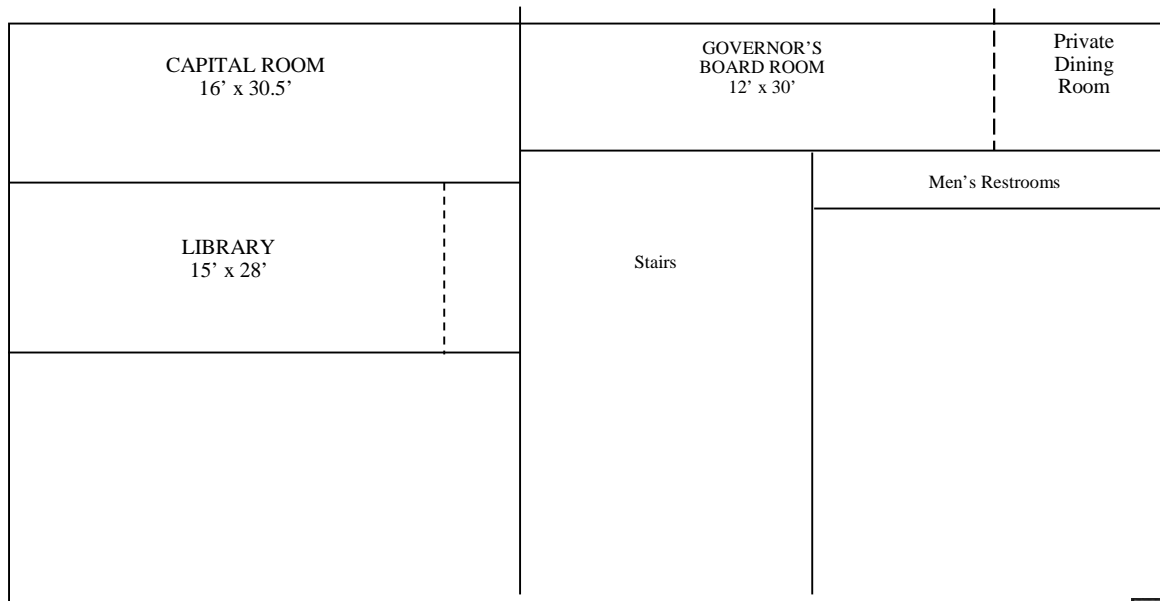 CAPITAL ROOM
16’ x 30.5’
GOVERNOR’S
BOARD ROOM
12’ x 30’
Private
Dining
Room
Men’s Restrooms
LIBRARY
15’ x 28’
Stairs